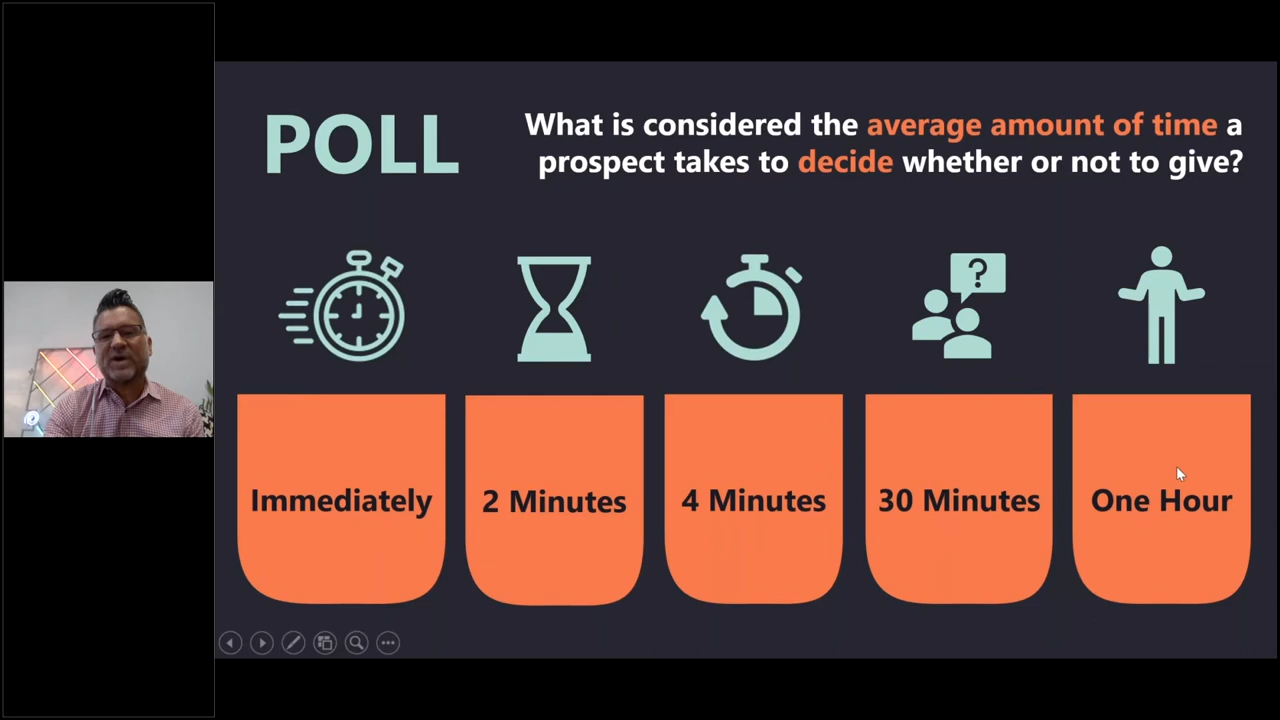 POLL
What is considered the average amount of time a
prospect takes to decide whether or not to give?
?
Immediately
2 Minutes
4 Minutes
30 Minutes
One Hour